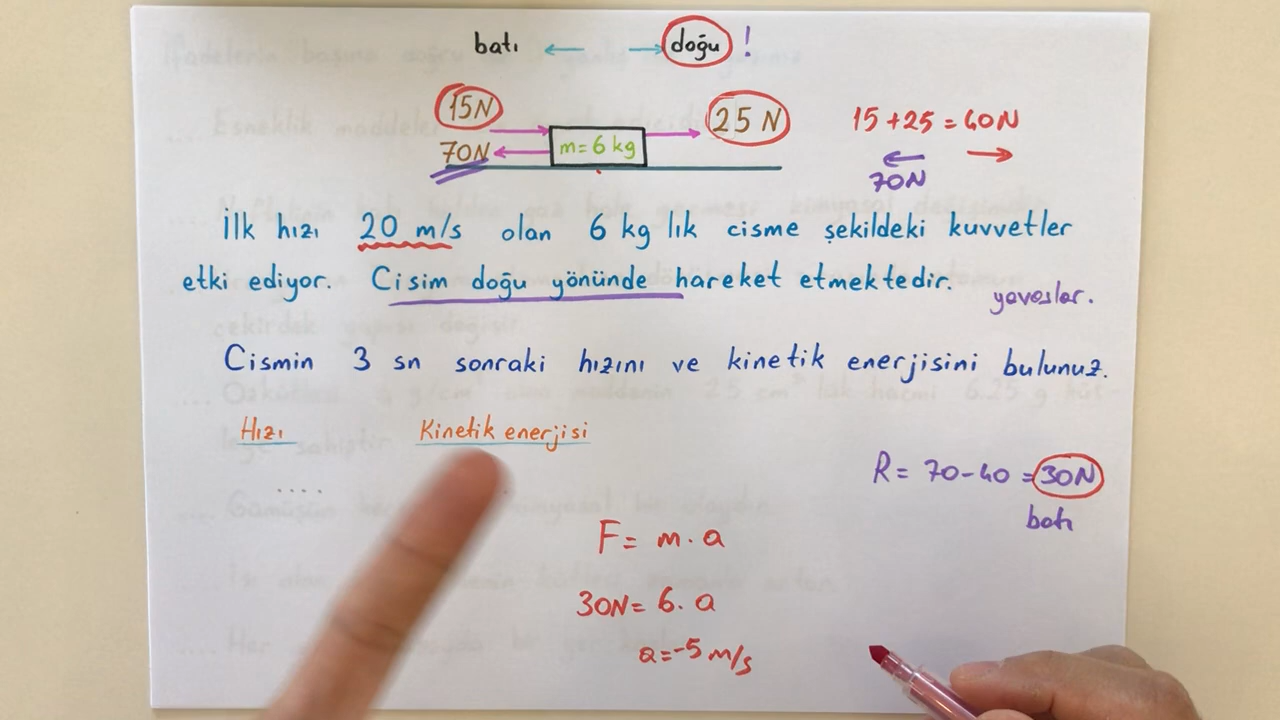 batı ← → doğu !
15N
25 N
70N
m=6 kg
15+25=40N
70N
İlk hızı 20 m/s olan 6 kg lık cisme şekildeki kuvvetler
etki ediyor. Cisim doğu yönünde hareket etmektedir.
yavaşlar.
Cismin 3 sn sonraki hızını ve kinetik enerjisini bulunuz.
Hızı
Kinetik enerjisi
....
R= 70-40 =30N
batı
F= m.a
30N= 6.a
a=-5 m/s